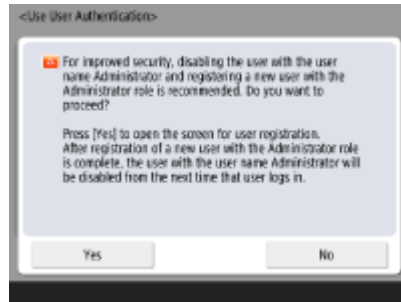 <Use User Authentication>
For improved security, disabling the user with the user
name Administrator and registering a new user with the
Administrator role is recommended. Do you want to
proceed?
Press [Yes] to open the screen for user registration.
After registration of a new user with the Administrator role
is complete, the user with the user name Administrator will
be disabled from the next time that user logs in.
Yes
No